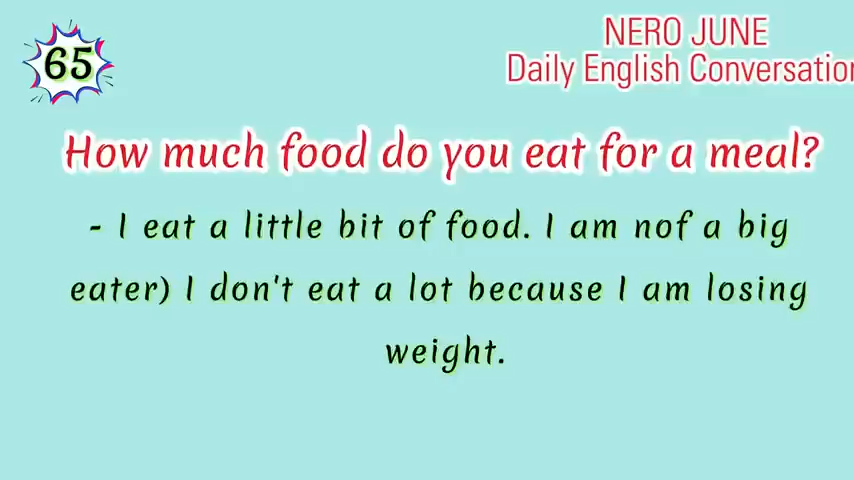 65
NERO JUNE
Daily English Conversation
How much food do you eat for a meal?
- I eat a little bit of food. I am nof a big
eater) I don't eat a lot because I am losing
weight.